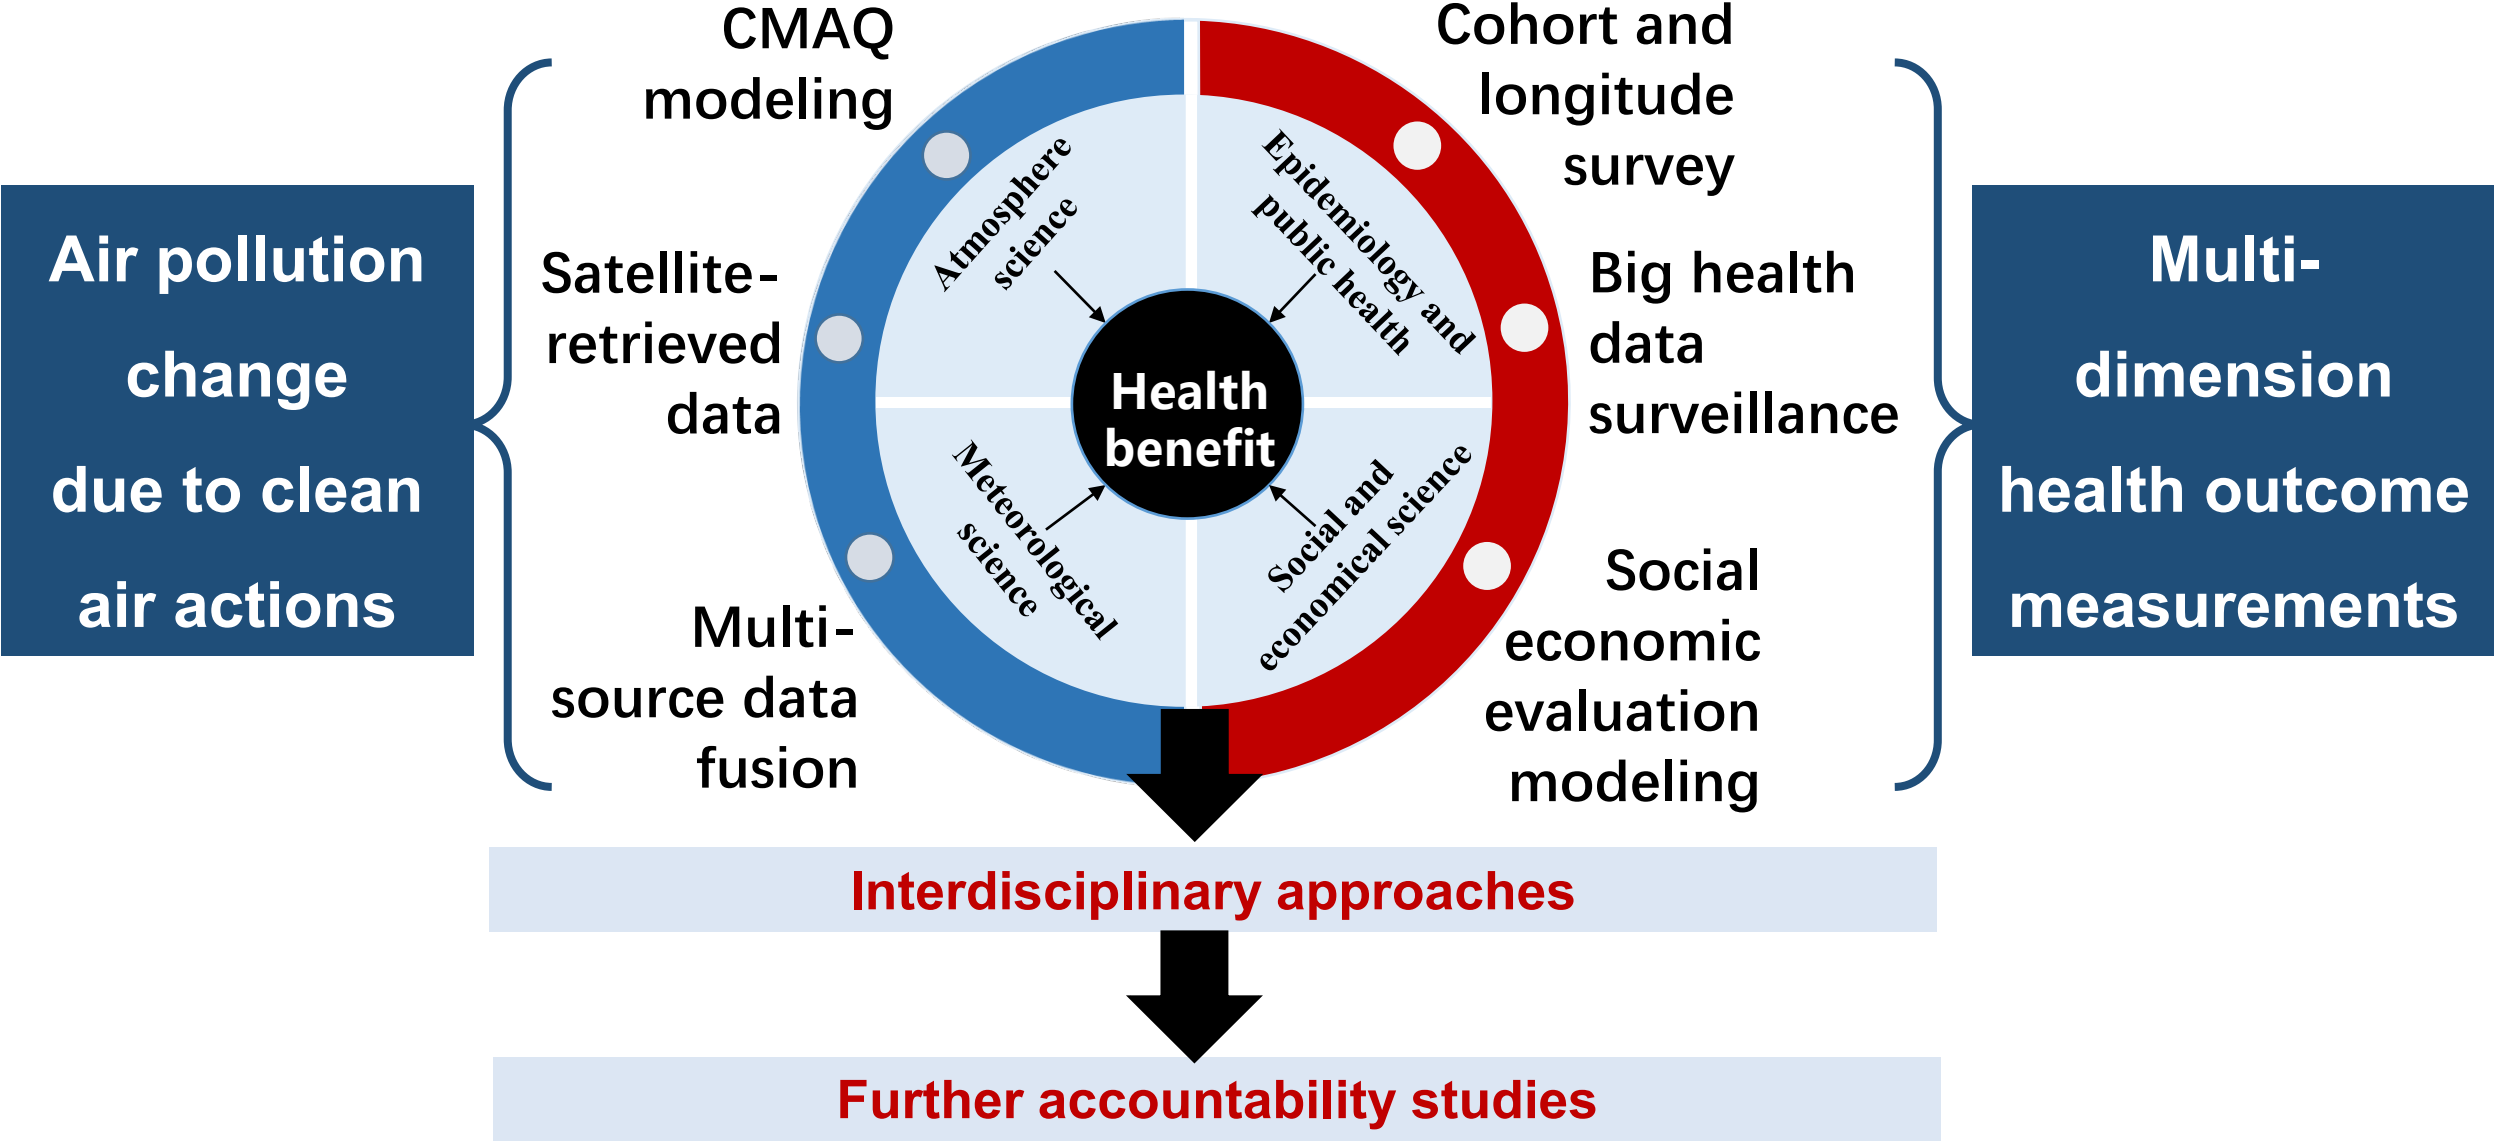 Air pollution
change
due to clean
air actions
CMAQ
modeling
Satellite-
retrieved
data
Multi-
source data
fusion
Atmosphere
science
Epidemiology and
public health
Health
benefit
Meteorological
science
Social and
economical science
Cohort and
longitude
survey
Big health
data
surveillance
Social
economic
evaluation
modeling
Multi-
dimension
health outcome
measurements
Interdisciplinary approaches
Further accountability studies